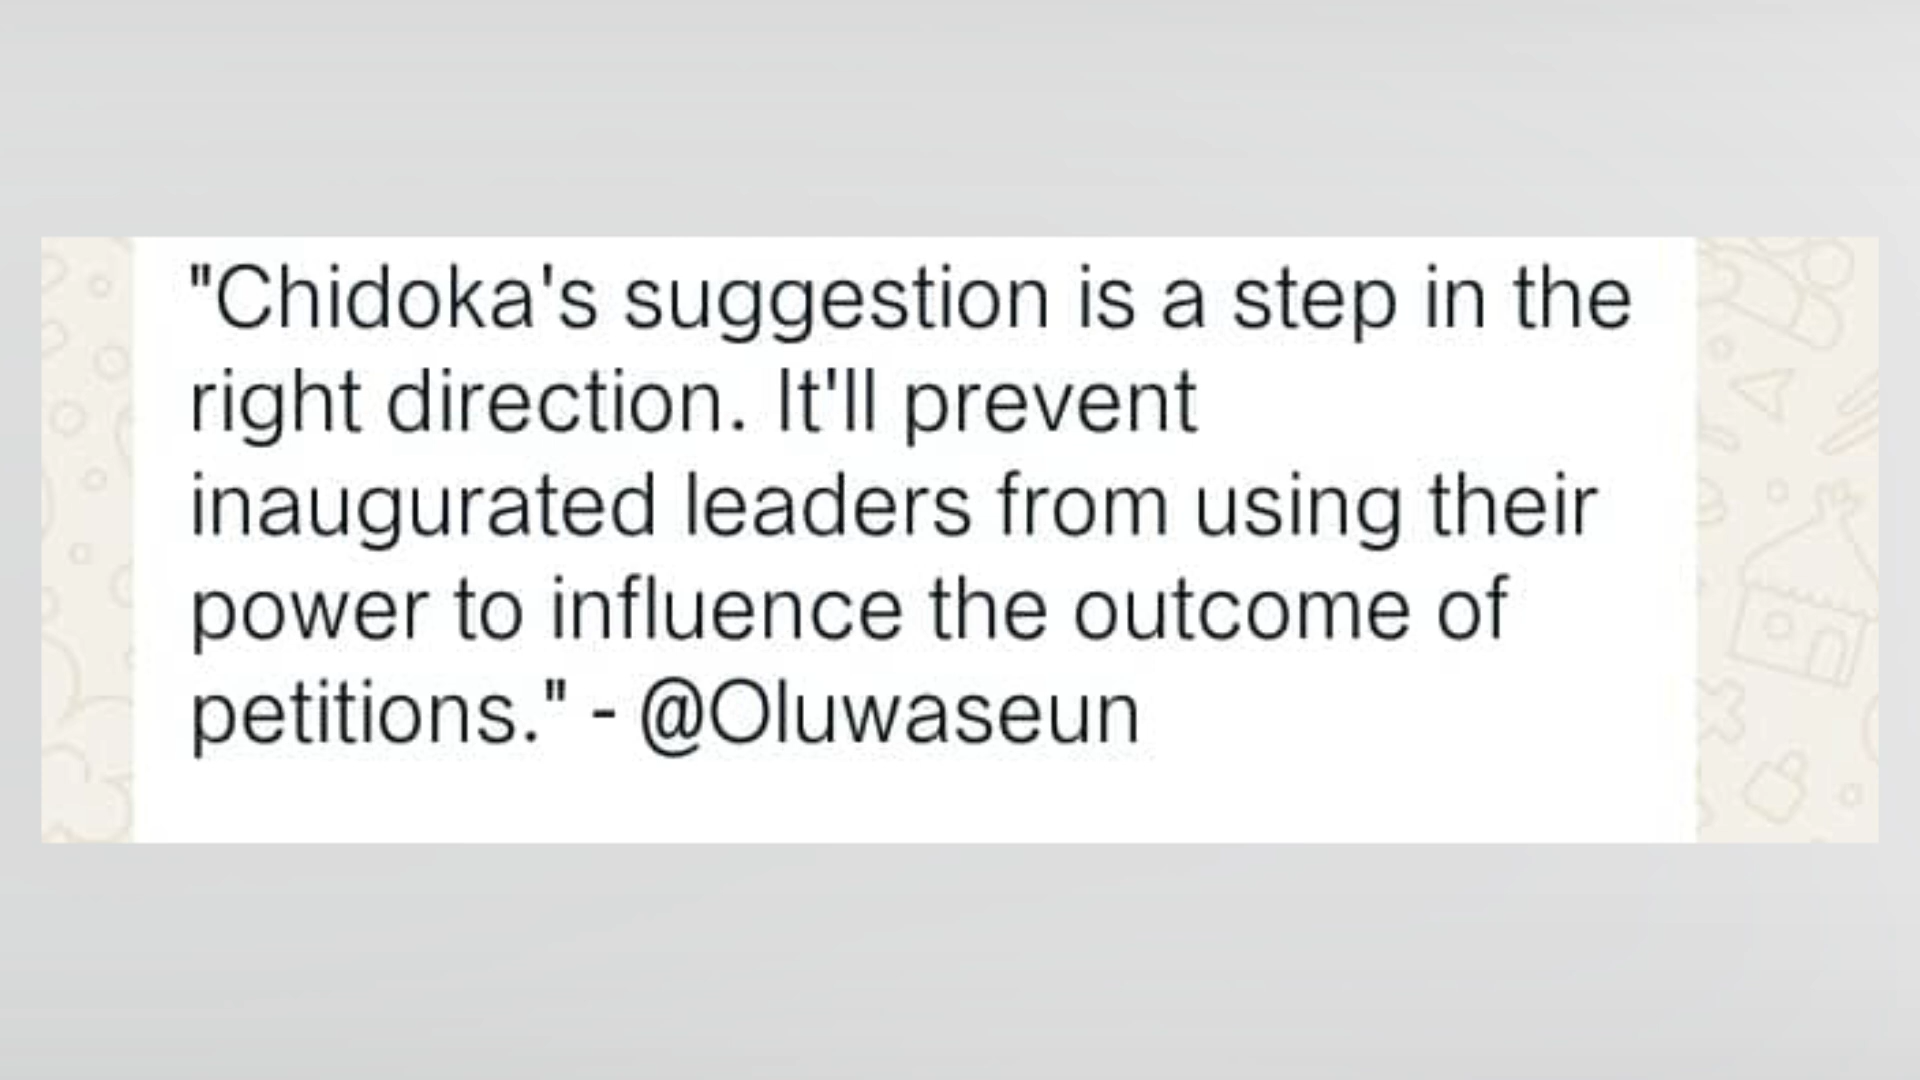 "Chidoka's suggestion is a step in the
right direction. It'll prevent
inaugurated leaders from using their
power to influence the outcome of
petitions." - @Oluwaseun